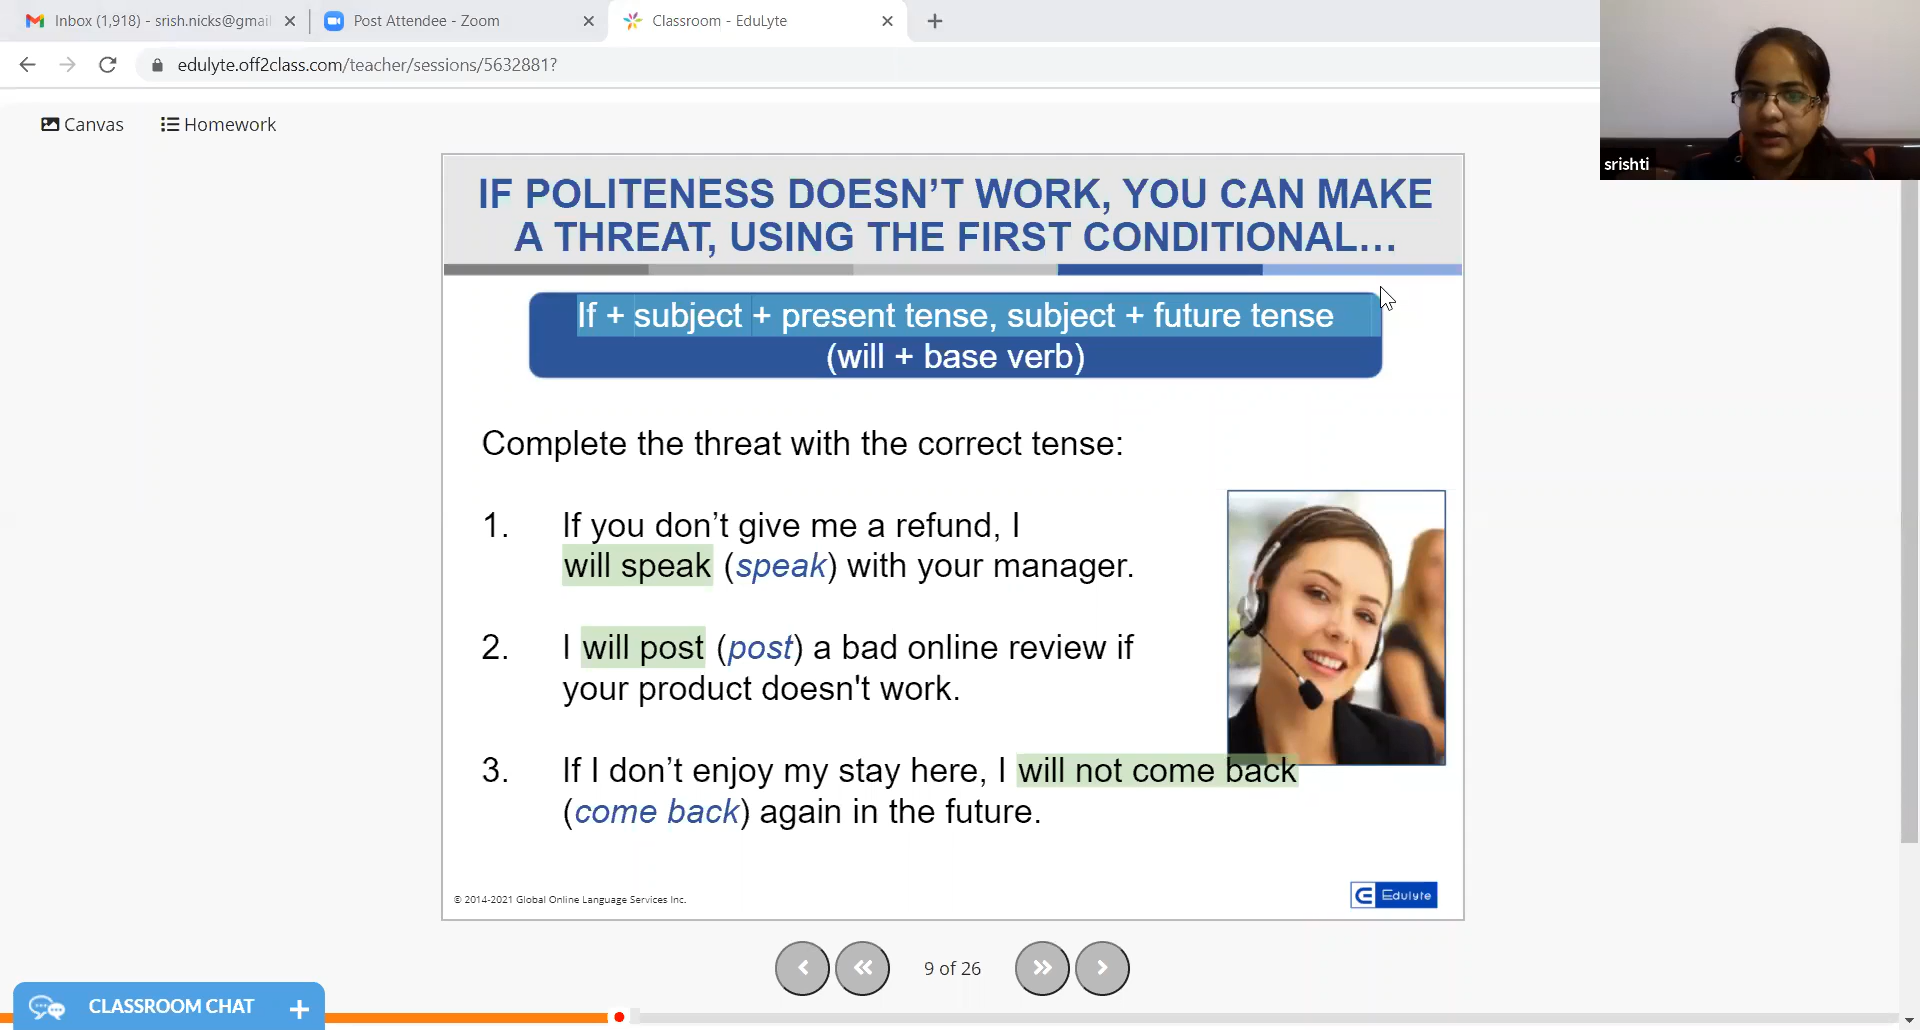 Inbox (1,918) - srish.nicks@gmai
Post Attendee - Zoom
Classroom - EduLyte
edulyte.off2class.com/teacher/sessions/5632881?
srishti
Canvas
Homework
IF POLITENESS DOESN’T WORK, YOU CAN MAKE
A THREAT, USING THE FIRST CONDITIONAL…
If + subject + present tense, subject + future tense
(will + base verb)
Complete the threat with the correct tense:
1. If you don’t give me a refund, I
will speak (speak) with your manager.
2. I will post (post) a bad online review if
your product doesn't work.
3. If I don’t enjoy my stay here, I will not come back
(come back) again in the future.
© 2014-2021 Global Online Language Services Inc.
Edulyte
9 of 26
CLASSROOM CHAT +